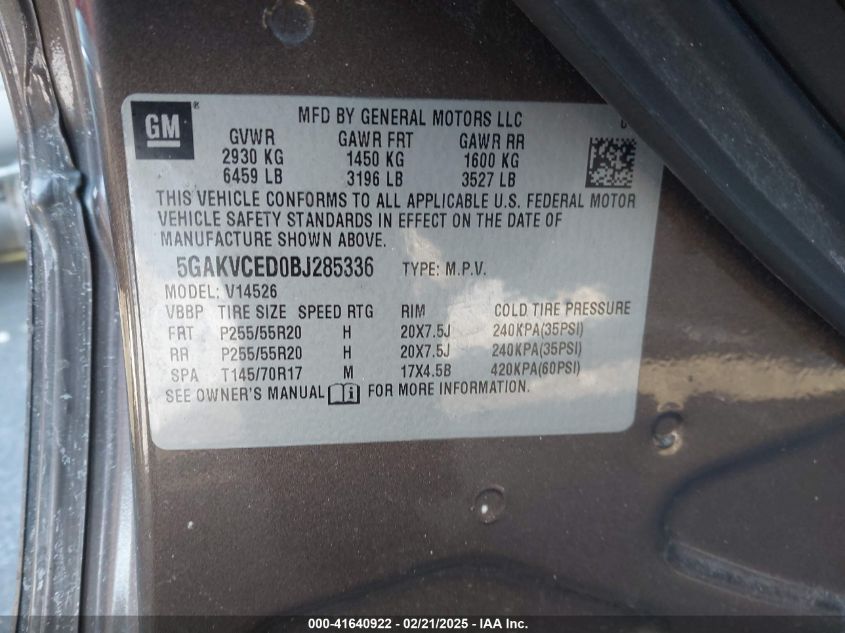 GM ® MFD BY GENERAL MOTORS LLC
GVWR GAWR FRT GAWR RR
2930 KG 1450 KG 1600 KG
6459 LB 3196 LB 3527 LB
THIS VEHICLE CONFORMS TO ALL APPLICABLE U.S. FEDERAL MOTOR
VEHICLE SAFETY STANDARDS IN EFFECT ON THE DATE OF
MANUFACTURE SHOWN ABOVE.
5GAKVCED0BJ285336 TYPE: M.P.V.
MODEL: V14526
VBBP TIRE SIZE SPEED RTG RIM COLD TIRE PRESSURE
FRT P255/55R20 H 20X7.5J 240KPA(35PSI)
RR P255/55R20 H 20X7.5J 240KPA(35PSI)
SPA T145/70R17 M 17X4.5B 420KPA(60PSI)
SEE OWNER'S MANUAL FOR MORE INFORMATION.
000-41640922 - 02/21/2025 - IAA Inc.